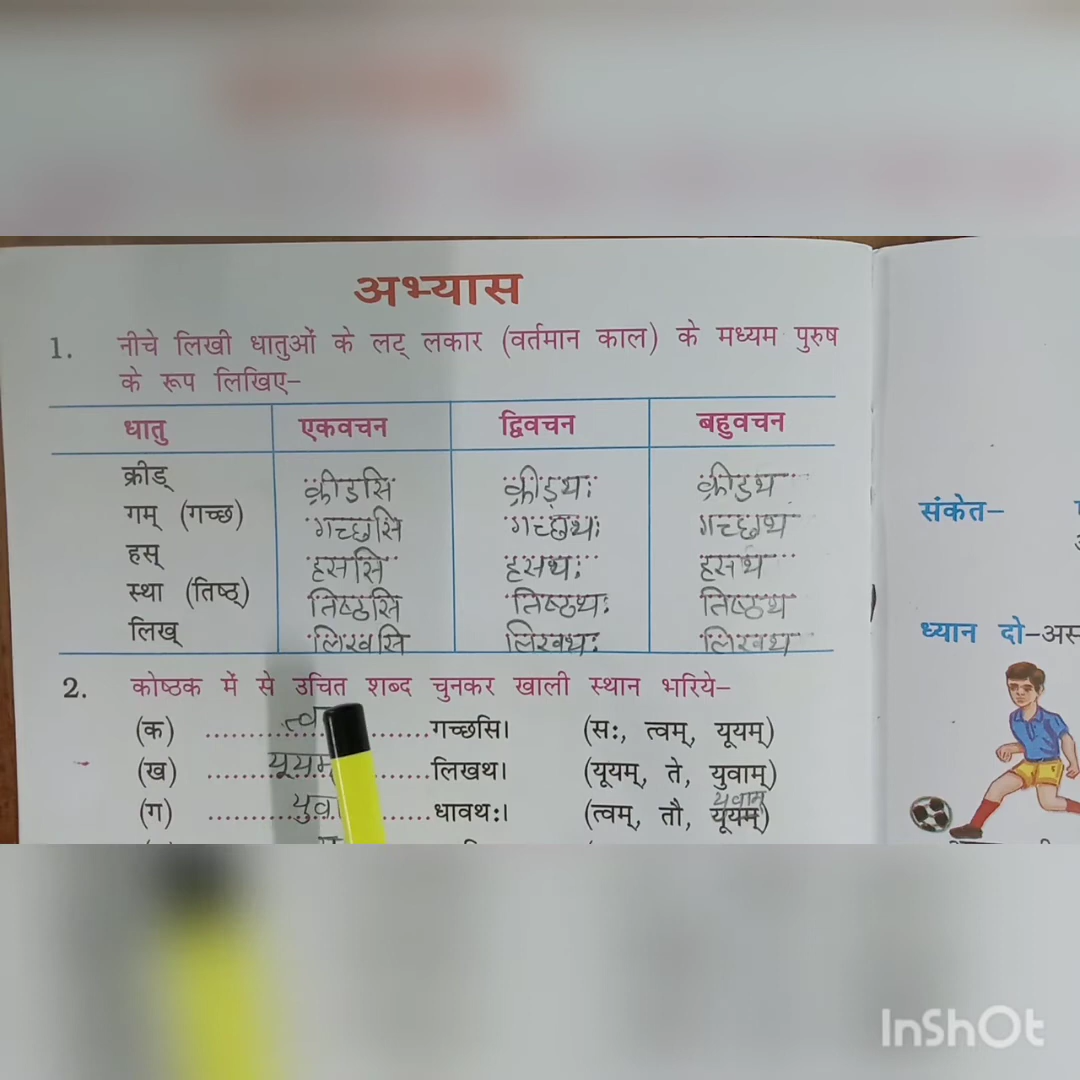 अभ्यास
1. नीचे लिखी धातुओं के लट् लकार (वर्तमान काल) के मध्यम पुरुष
के रूप लिखिए–
धातु एकवचन द्विवचन बहुवचन
क्रीड् क्रीडसि क्रीडथः क्रीडथ
गम् (गच्छ) गच्छसि गच्छथः गच्छथ
हस् हससि हसथः हसथ
स्था (तिष्ठ्) तिष्ठसि तिष्ठथः तिष्ठथ
लिख् लिखसि लिखथः लिखथ
2. कोष्ठक में से उचित शब्द चुनकर खाली स्थान भरिये–
(क) ............ गच्छसि। (सः, त्वम्, यूयम्)
(ख) ......यूयम्...... लिखथ। (यूयम्, ते, युवाम्)
युवाम्
(ग) ............ धावथः। (त्वम्, तौ, यूयम्)
संकेत–
ध्यान दो–
InShOt